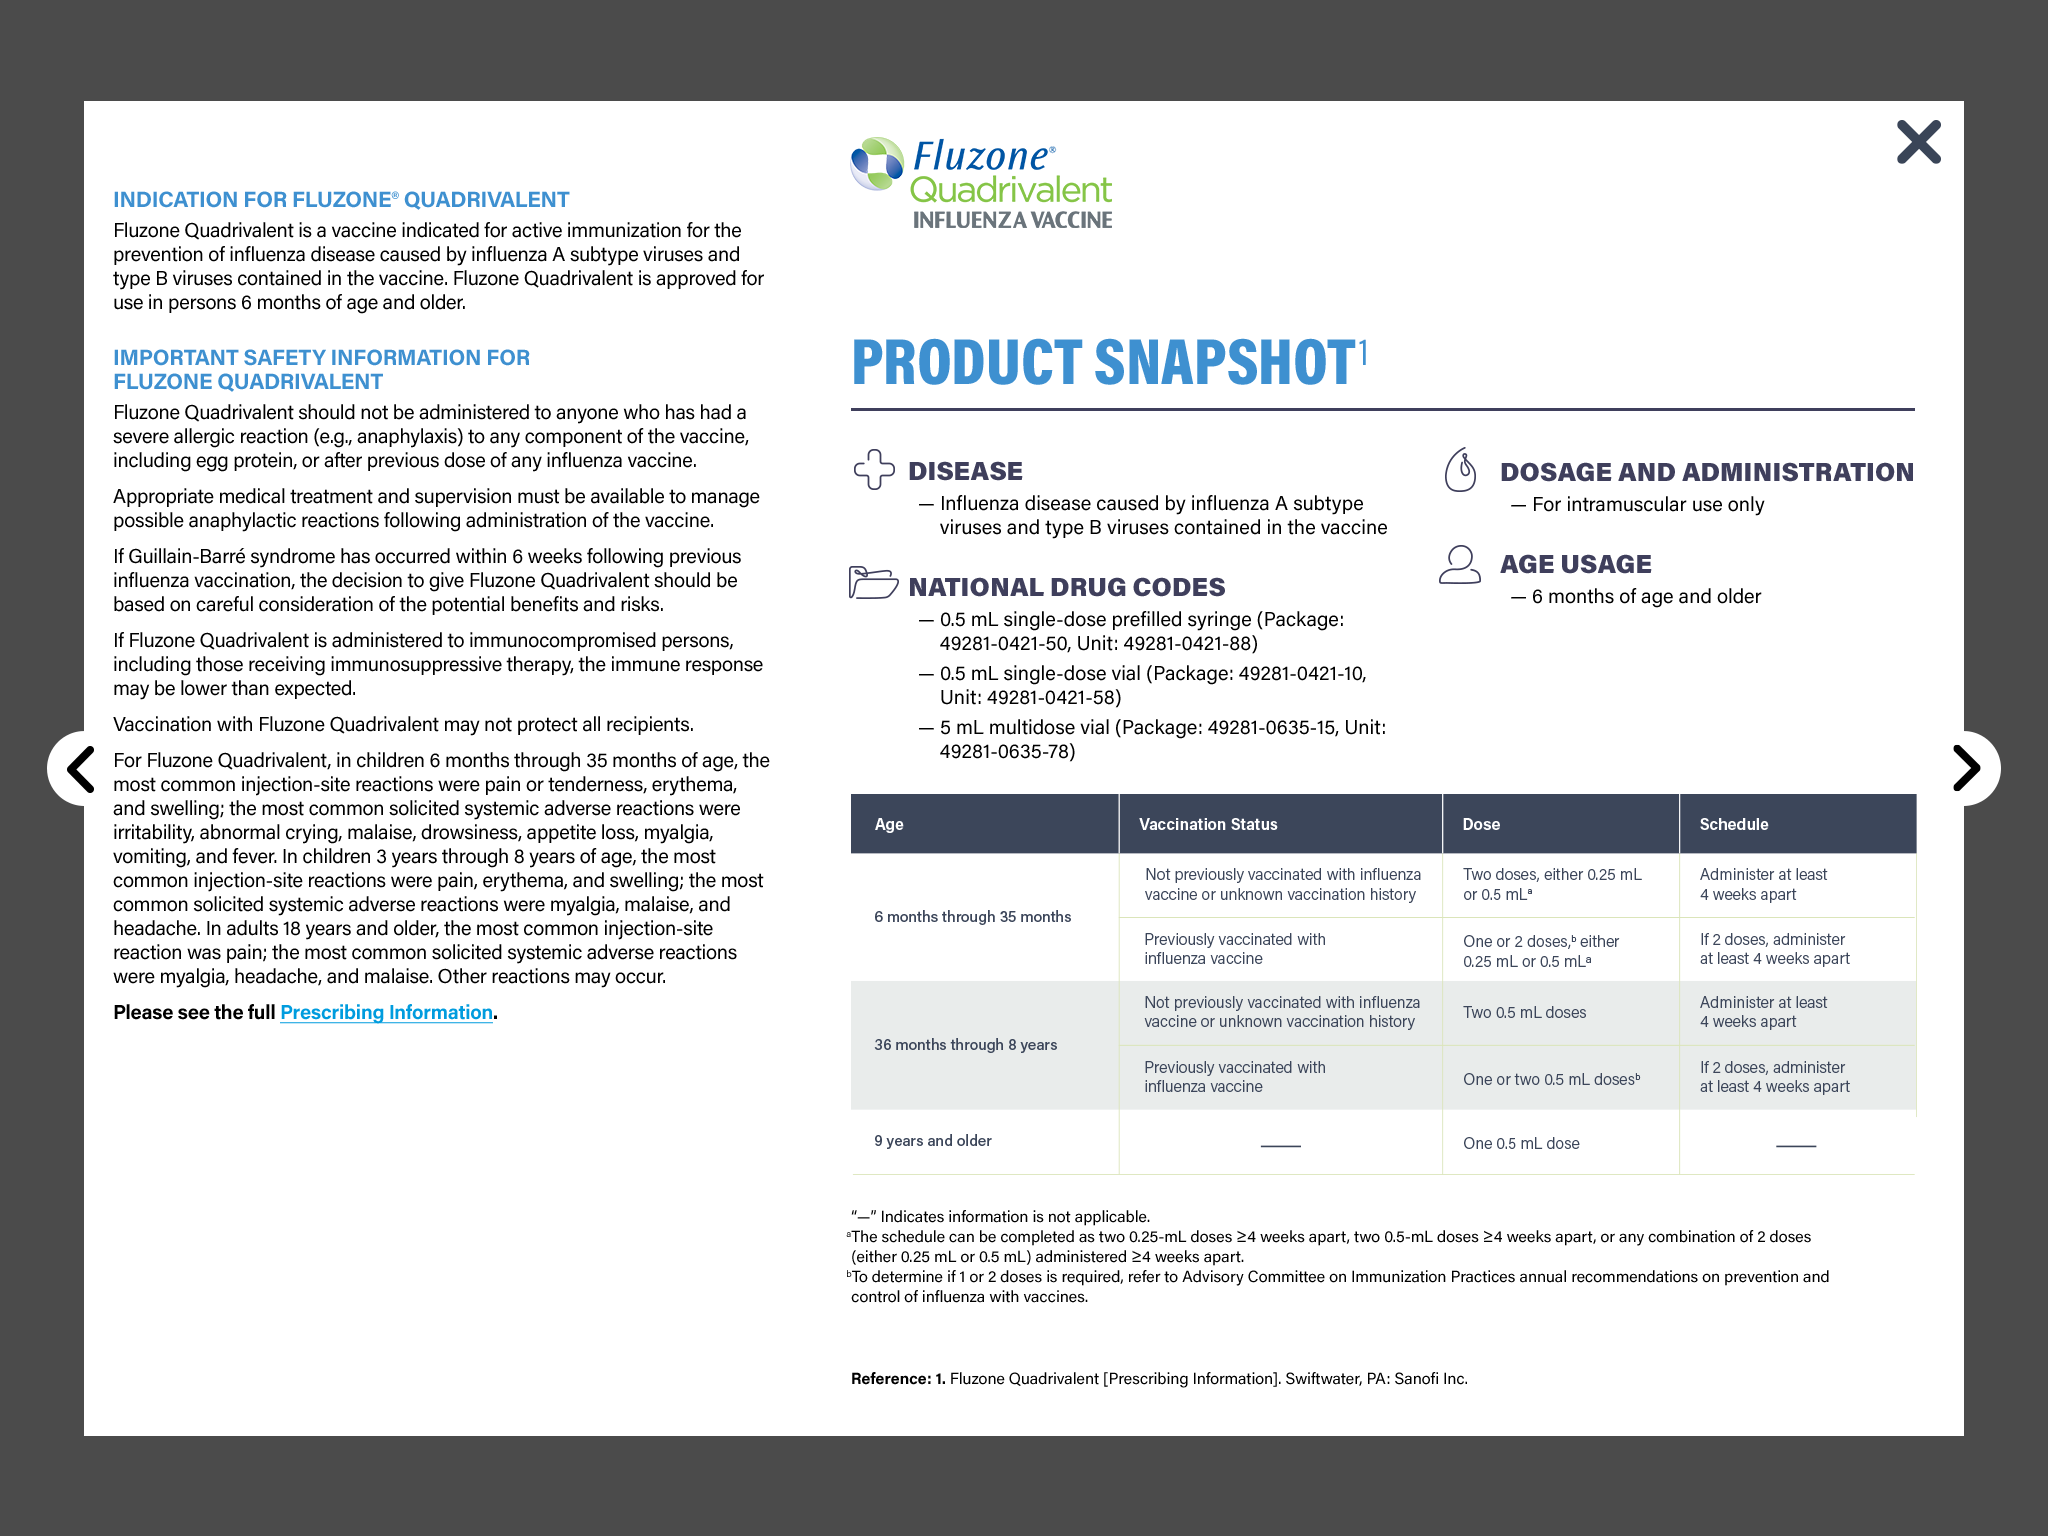 INDICATION FOR FLUZONE® QUADRIVALENT
Fluzone Quadrivalent is a vaccine indicated for active immunization for the
prevention of influenza disease caused by influenza A subtype viruses and
type B viruses contained in the vaccine. Fluzone Quadrivalent is approved for
use in persons 6 months of age and older.
IMPORTANT SAFETY INFORMATION FOR
FLUZONE QUADRIVALENT
Fluzone Quadrivalent should not be administered to anyone who has had a
severe allergic reaction (e.g., anaphylaxis) to any component of the vaccine,
including egg protein, or after previous dose of any influenza vaccine.
Appropriate medical treatment and supervision must be available to manage
possible anaphylactic reactions following administration of the vaccine.
If Guillain-Barré syndrome has occurred within 6 weeks following previous
influenza vaccination, the decision to give Fluzone Quadrivalent should be
based on careful consideration of the potential benefits and risks.
If Fluzone Quadrivalent is administered to immunocompromised persons,
including those receiving immunosuppressive therapy, the immune response
may be lower than expected.
Vaccination with Fluzone Quadrivalent may not protect all recipients.
For Fluzone Quadrivalent, in children 6 months through 35 months of age, the
most common injection-site reactions were pain or tenderness, erythema,
and swelling; the most common solicited systemic adverse reactions were
irritability, abnormal crying, malaise, drowsiness, appetite loss, myalgia,
vomiting, and fever. In children 3 years through 8 years of age, the most
common injection-site reactions were pain, erythema, and swelling; the most
common solicited systemic adverse reactions were myalgia, malaise, and
headache. In adults 18 years and older, the most common injection-site
reaction was pain; the most common solicited systemic adverse reactions
were myalgia, headache, and malaise. Other reactions may occur.
Please see the full Prescribing Information.
Fluzone®
Quadrivalent
INFLUENZA VACCINE
PRODUCT SNAPSHOT¹
DISEASE
— Influenza disease caused by influenza A subtype
viruses and type B viruses contained in the vaccine
NATIONAL DRUG CODES
— 0.5 mL single-dose prefilled syringe (Package:
49281-0421-50, Unit: 49281-0421-88)
— 0.5 mL single-dose vial (Package: 49281-0421-10,
Unit: 49281-0421-58)
— 5 mL multidose vial (Package: 49281-0635-15, Unit:
49281-0635-78)
DOSAGE AND ADMINISTRATION
— For intramuscular use only
AGE USAGE
— 6 months of age and older
Age Vaccination Status Dose Schedule
6 months through 35 months
Not previously vaccinated with influenza
vaccine or unknown vaccination history
Two doses, either 0.25 mL
or 0.5 mLᵃ
Administer at least
4 weeks apart
Previously vaccinated with
influenza vaccine
One or 2 doses,ᵇ either
0.25 mL or 0.5 mLᵃ
If 2 doses, administer
at least 4 weeks apart
36 months through 8 years
Not previously vaccinated with influenza
vaccine or unknown vaccination history
Two 0.5 mL doses
Administer at least
4 weeks apart
Previously vaccinated with
influenza vaccine
One or two 0.5 mL dosesᵇ
If 2 doses, administer
at least 4 weeks apart
9 years and older — One 0.5 mL dose —
“—” Indicates information is not applicable.
ᵃThe schedule can be completed as two 0.25-mL doses ≥4 weeks apart, two 0.5-mL doses ≥4 weeks apart, or any combination of 2 doses
(either 0.25 mL or 0.5 mL) administered ≥4 weeks apart.
ᵇTo determine if 1 or 2 doses is required, refer to Advisory Committee on Immunization Practices annual recommendations on prevention and
control of influenza with vaccines.
Reference: 1. Fluzone Quadrivalent [Prescribing Information]. Swiftwater, PA: Sanofi Inc.